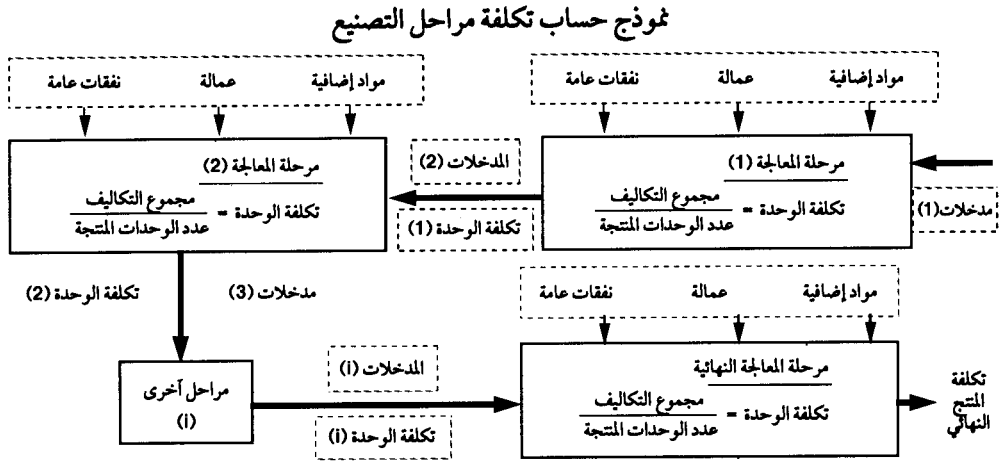 نموذج حساب تكلفة مراحل التصنيع
مواد إضافية عمالة نفقات عامة
مدخلات(1)
مرحلة المعالجة (1)
تكلفة الوحدة = مجموع التكاليف
عدد الوحدات المنتجة
المدخلات (2)
تكلفة الوحدة (1)
مواد إضافية عمالة نفقات عامة
مرحلة المعالجة (2)
تكلفة الوحدة = مجموع التكاليف
عدد الوحدات المنتجة
مدخلات (3)
تكلفة الوحدة (2)
مراحل آخرى
(i)
المدخلات (i)
تكلفة الوحدة (i)
مواد إضافية عمالة نفقات عامة
مرحلة المعالجة النهائية
تكلفة الوحدة = مجموع التكاليف
عدد الوحدات المنتجة
تكلفة
المنتج
النهائي